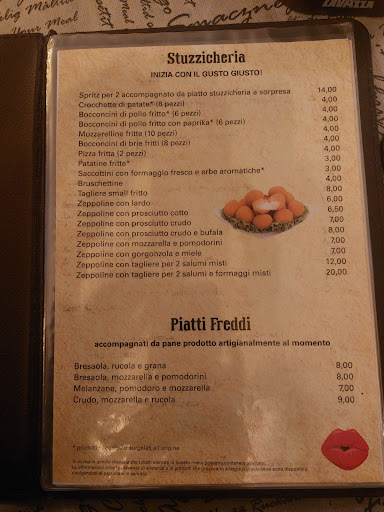 LAVAZZA
Stuzzicheria
INIZIA CON IL GUSTO GIUSTO!
Spritz per 2 accompagnato da piatto stuzzicheria a sorpresa 14,00
Crocchette di patate* (8 pezzi) 4,00
Bocconcini di pollo fritto* (6 pezzi) 4,00
Bocconcini di pollo fritto con paprika* (6 pezzi) 4,00
Mozzarelline fritte (10 pezzi) 4,00
Bocconcini di brie fritti (8 pezzi) 4,00
Pizza fritta (2 pezzi) 4,00
Patatine fritte* 3,00
Saccottini con formaggio fresco e erbe aromatiche* 3,00
Bruschettine 4,00
Tagliere small fritto 8,00
Zeppoline con lardo 6,00
Zeppoline con prosciutto cotto 6,50
Zeppoline con prosciutto crudo 7,00
Zeppoline con prosciutto crudo e bufala 8,00
Zeppoline con mozzarella e pomodorini 7,00
Zeppoline con gorgonzola e miele 7,00
Zeppoline con tagliere per 2 salumi misti 12,00
Zeppoline con tagliere per 2 salumi e formaggi misti 20,00
Piatti Freddi
accompagnati da pane prodotto artigianalmente al momento
Bresaola, rucola e grana 8,00
Bresaola, mozzarella e pomodorini 8,00
Melanzane, pomodoro e mozzarella 7,00
Crudo, mozzarella e rucola 9,00
* prodotti surgelati all'origine